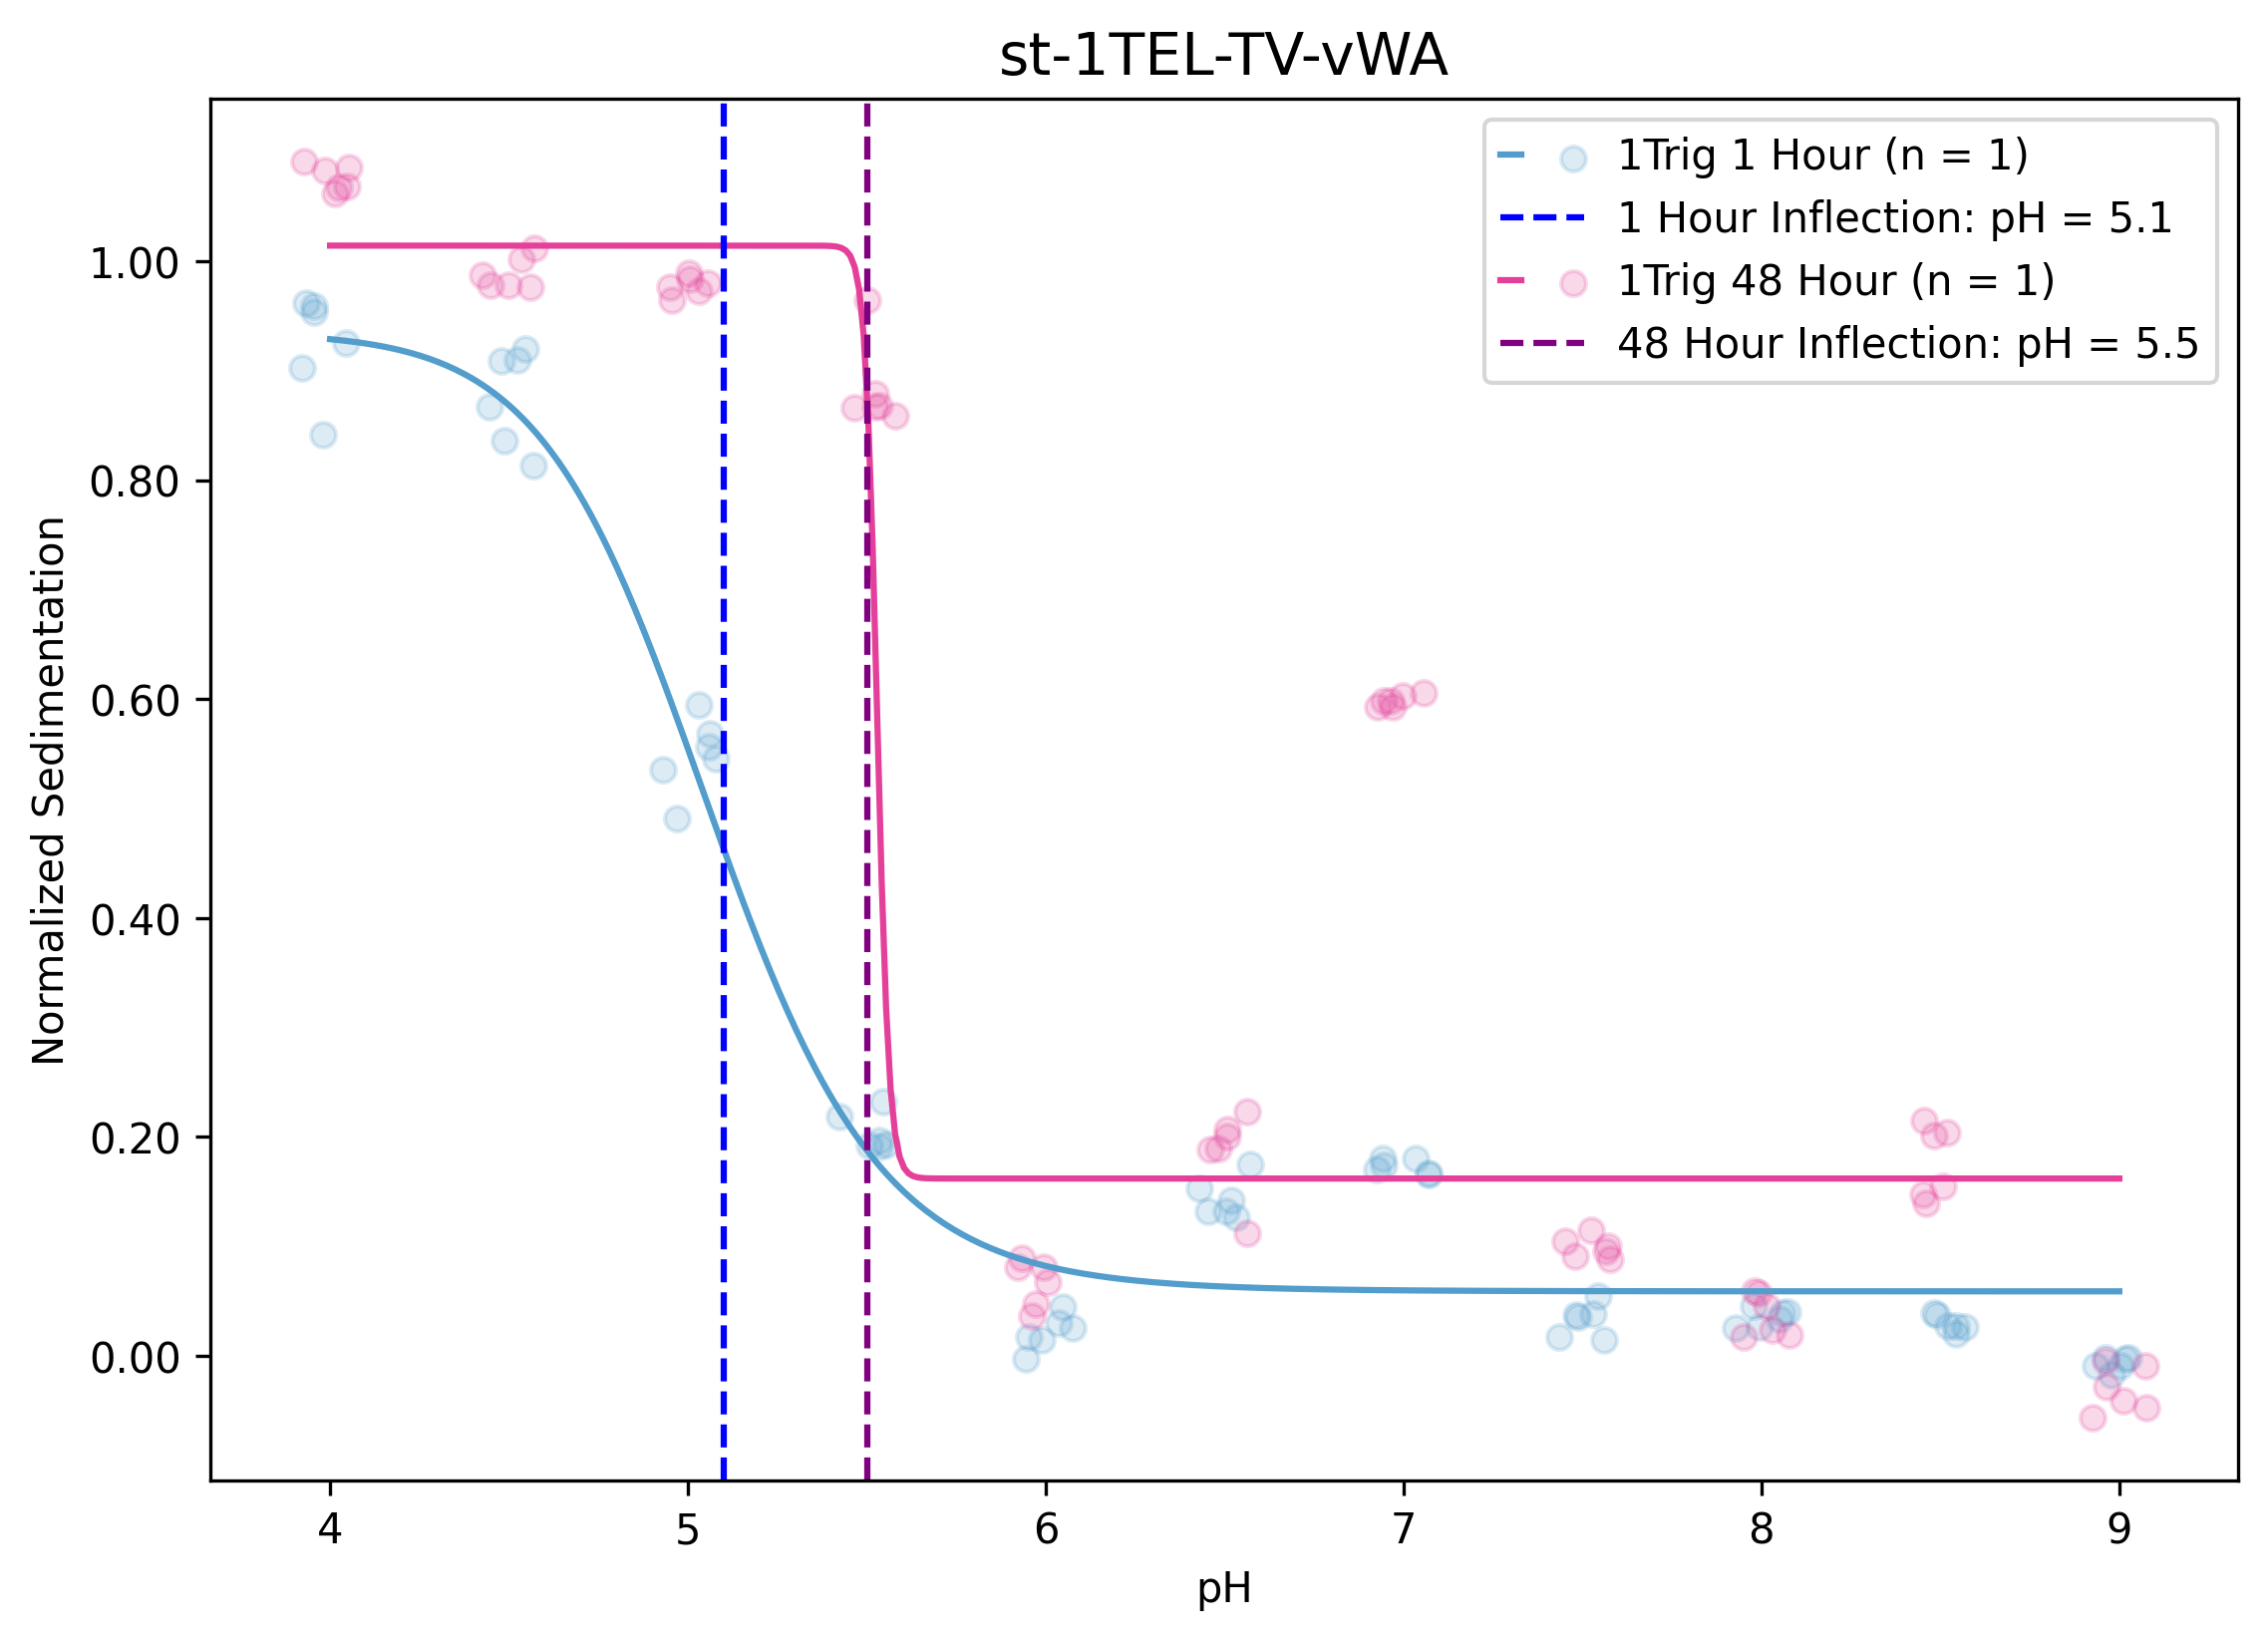 st-1TEL-TV-vWA
1Trig 1 Hour (n = 1)
1 Hour Inflection: pH = 5.1
1Trig 48 Hour (n = 1)
48 Hour Inflection: pH = 5.5
Normalized Sedimentation
1.00
0.80
0.60
0.40
0.20
0.00
4 5 6 7 8 9
pH